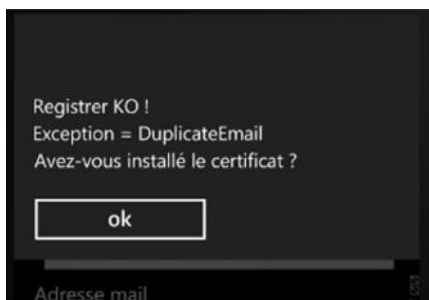 Registrer KO !
Exception = DuplicateEmail
Avez-vous installé le certificat ?
ok
Adresse mail